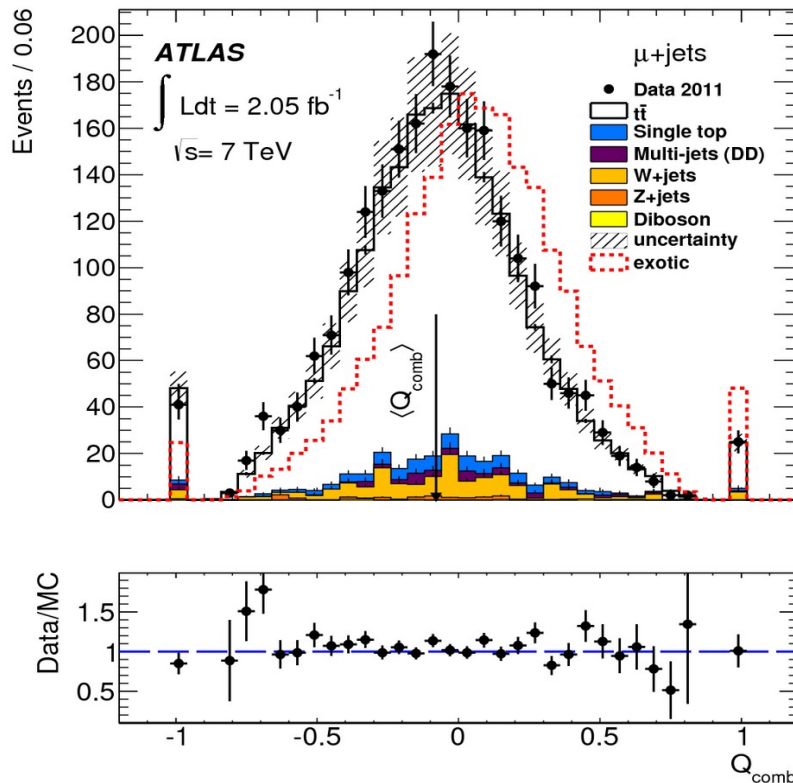 Events / 0.06
200
180
160
140
120
100
80
60
40
20
0
ATLAS
∫ Ldt = 2.05 fb⁻¹
√s= 7 TeV
μ+jets
Data 2011
tt̄
Single top
Multi-jets (DD)
W+jets
Z+jets
Diboson
uncertainty
exotic
⟨Q_comb⟩
Data/MC
1.5
1
0.5
-1 -0.5 0 0.5 1
Q_comb